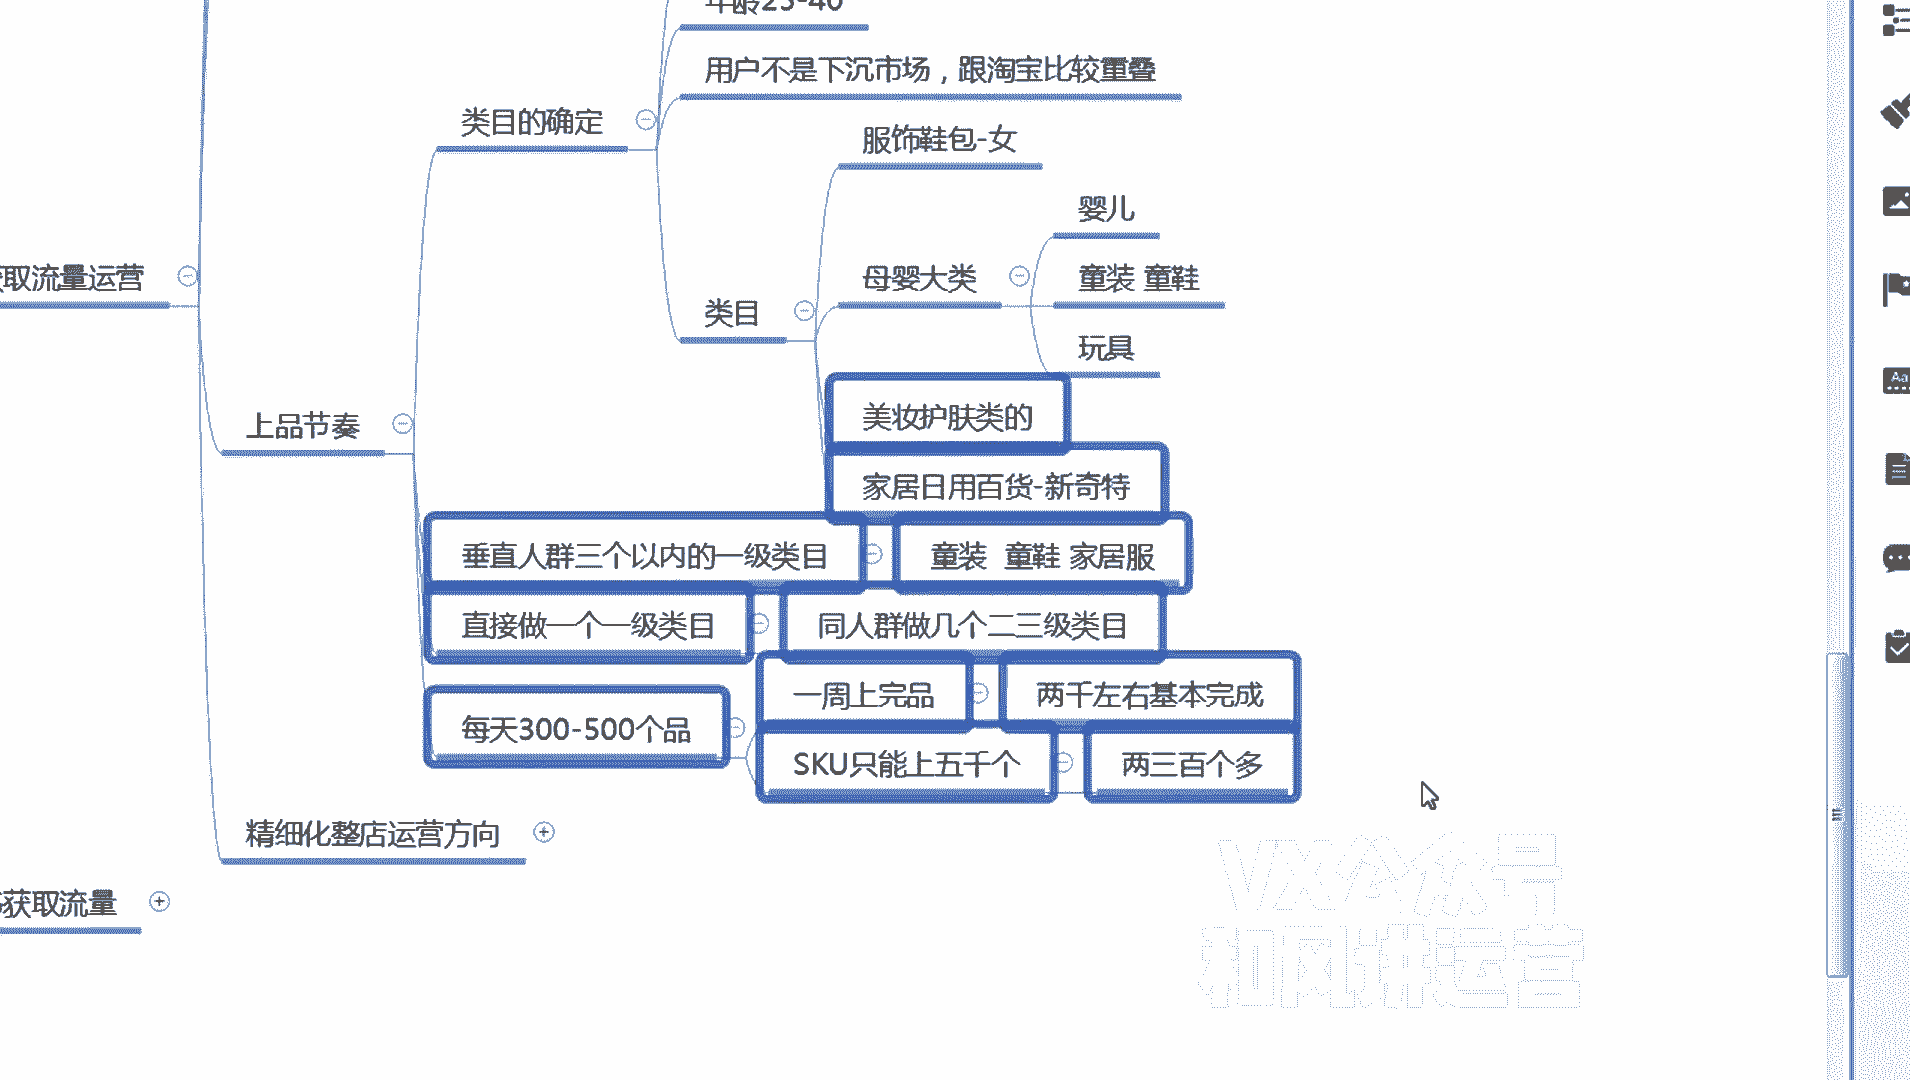 年龄25-40
用户不是下沉市场，跟淘宝比较重叠
类目的确定
服饰鞋包-女
婴儿
取流量运营
母婴大类
童装 童鞋
类目
玩具
美妆护肤类的
上品节奏
家居日用百货-新奇特
垂直人群三个以内的一级类目
童装 童鞋 家居服
直接做一个一级类目
同人群做几个二三级类目
一周上完品
两千左右基本完成
每天300-500个品
SKU只能上五千个
两三百个多
精细化整店运营方向
获取流量
VX公众号
和风讲运营
Aa